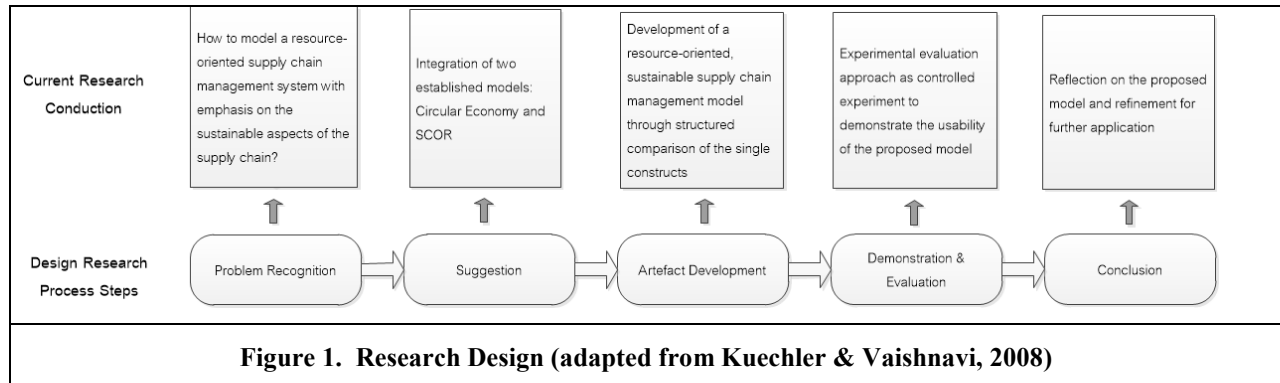 Current Research
Conduction
How to model a resource-
oriented supply chain
management system with
emphasis on the
sustainable aspects of the
supply chain?
Integration of two
established models:
Circular Economy and
SCOR
Development of a
resource-oriented,
sustainable supply chain
management model
through structured
comparison of the single
constructs
Experimental evaluation
approach as controlled
experiment to
demonstrate the usability
of the proposed model
Reflection on the proposed
model and refinement for
further application
Design Research
Process Steps
Problem Recognition
Suggestion
Artefact Development
Demonstration &
Evaluation
Conclusion
Figure 1. Research Design (adapted from Kuechler & Vaishnavi, 2008)